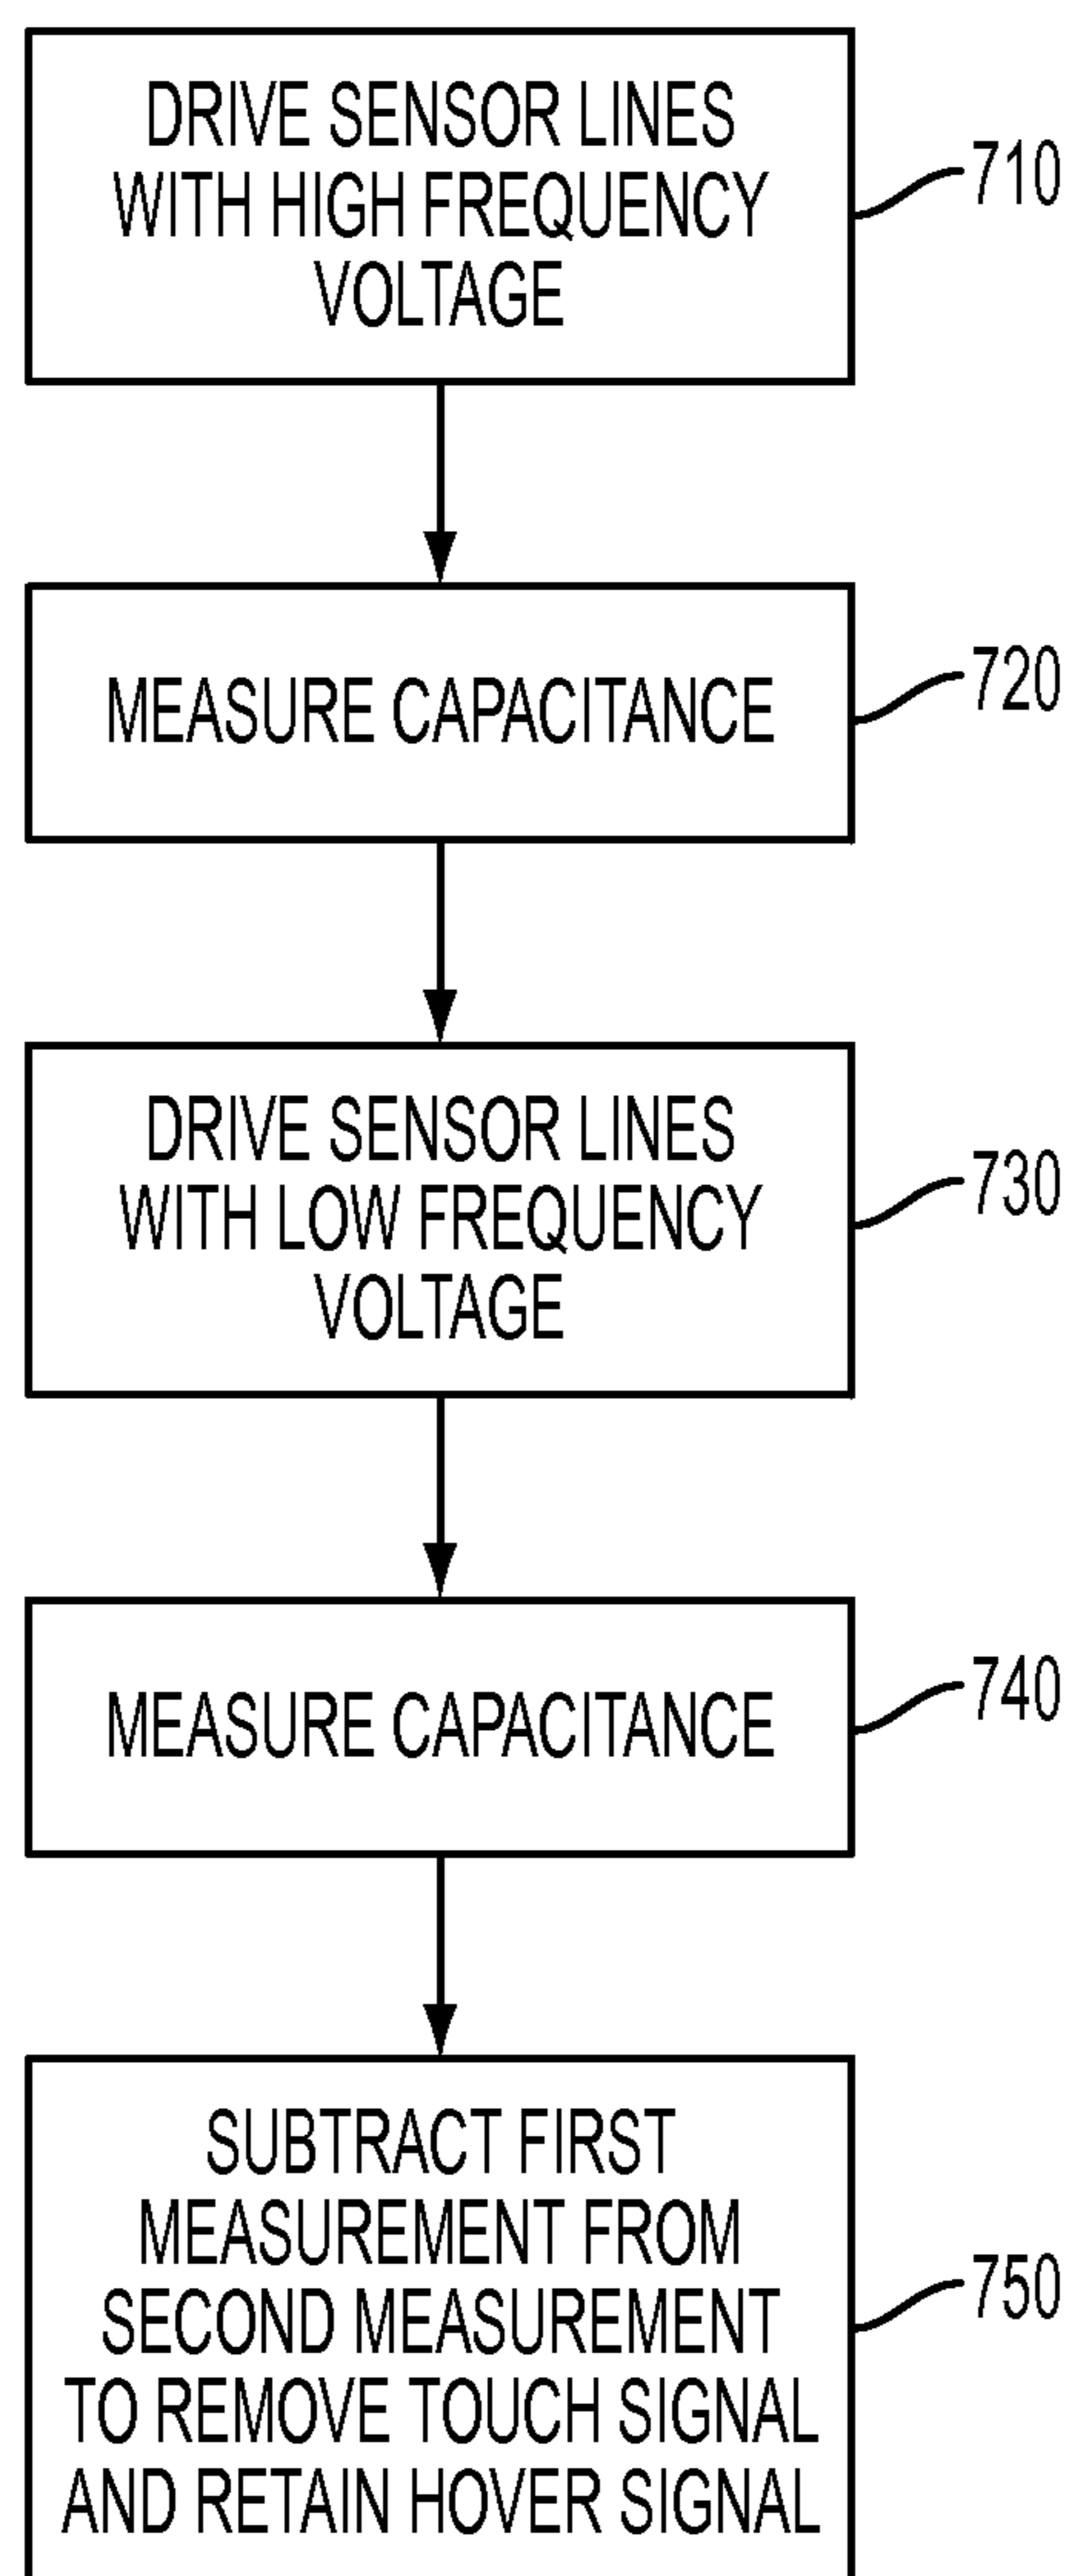 DRIVE SENSOR LINES
WITH HIGH FREQUENCY
VOLTAGE
710
MEASURE CAPACITANCE
720
DRIVE SENSOR LINES
WITH LOW FREQUENCY
VOLTAGE
730
MEASURE CAPACITANCE
740
SUBTRACT FIRST
MEASUREMENT FROM
SECOND MEASUREMENT
TO REMOVE TOUCH SIGNAL
AND RETAIN HOVER SIGNAL
750